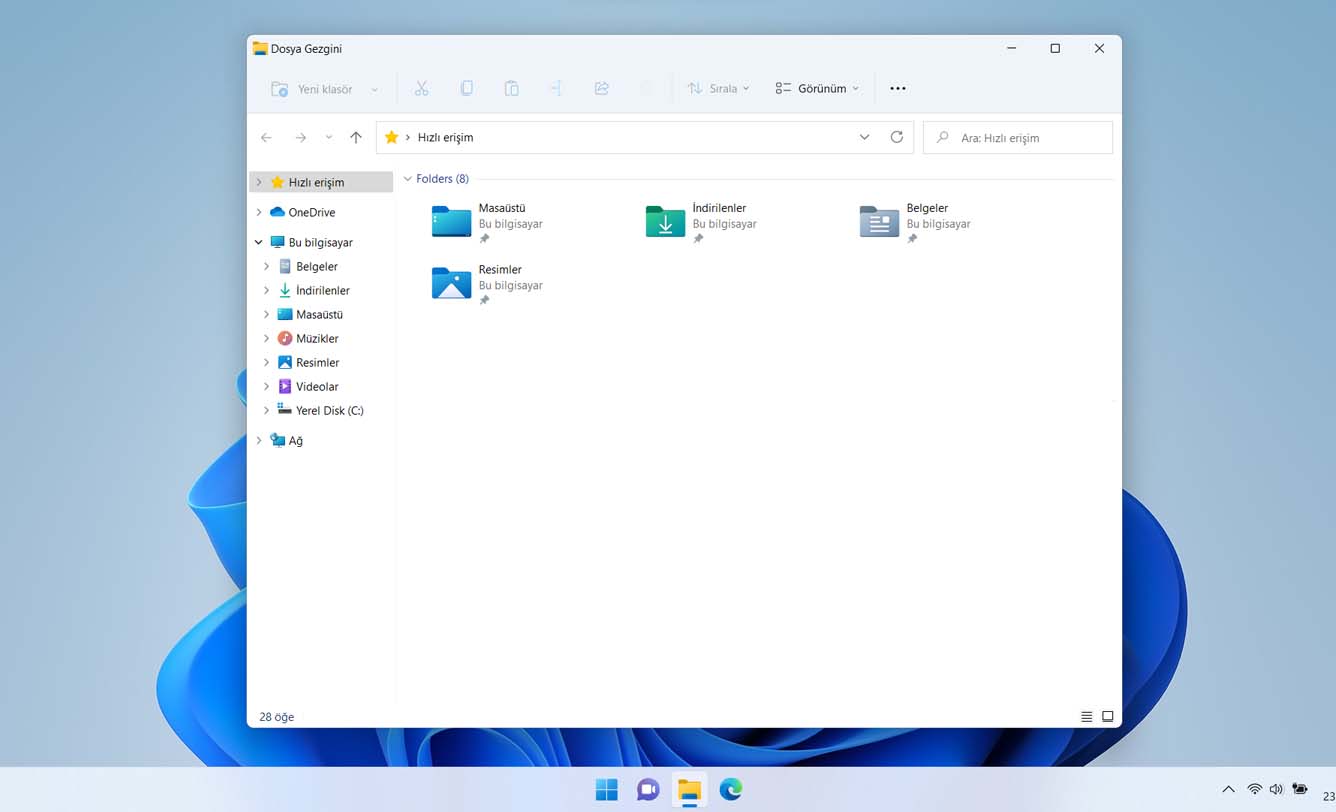 Dosya Gezgini
Yeni klasör
Sırala
Görünüm
Hızlı erişim
Ara: Hızlı erişim
Hızlı erişim
OneDrive
Bu bilgisayar
Belgeler
İndirilenler
Masaüstü
Müzikler
Resimler
Videolar
Yerel Disk (C:)
Ağ
Folders (8)
Masaüstü
Bu bilgisayar
İndirilenler
Bu bilgisayar
Belgeler
Bu bilgisayar
Resimler
Bu bilgisayar
28 öğe
23